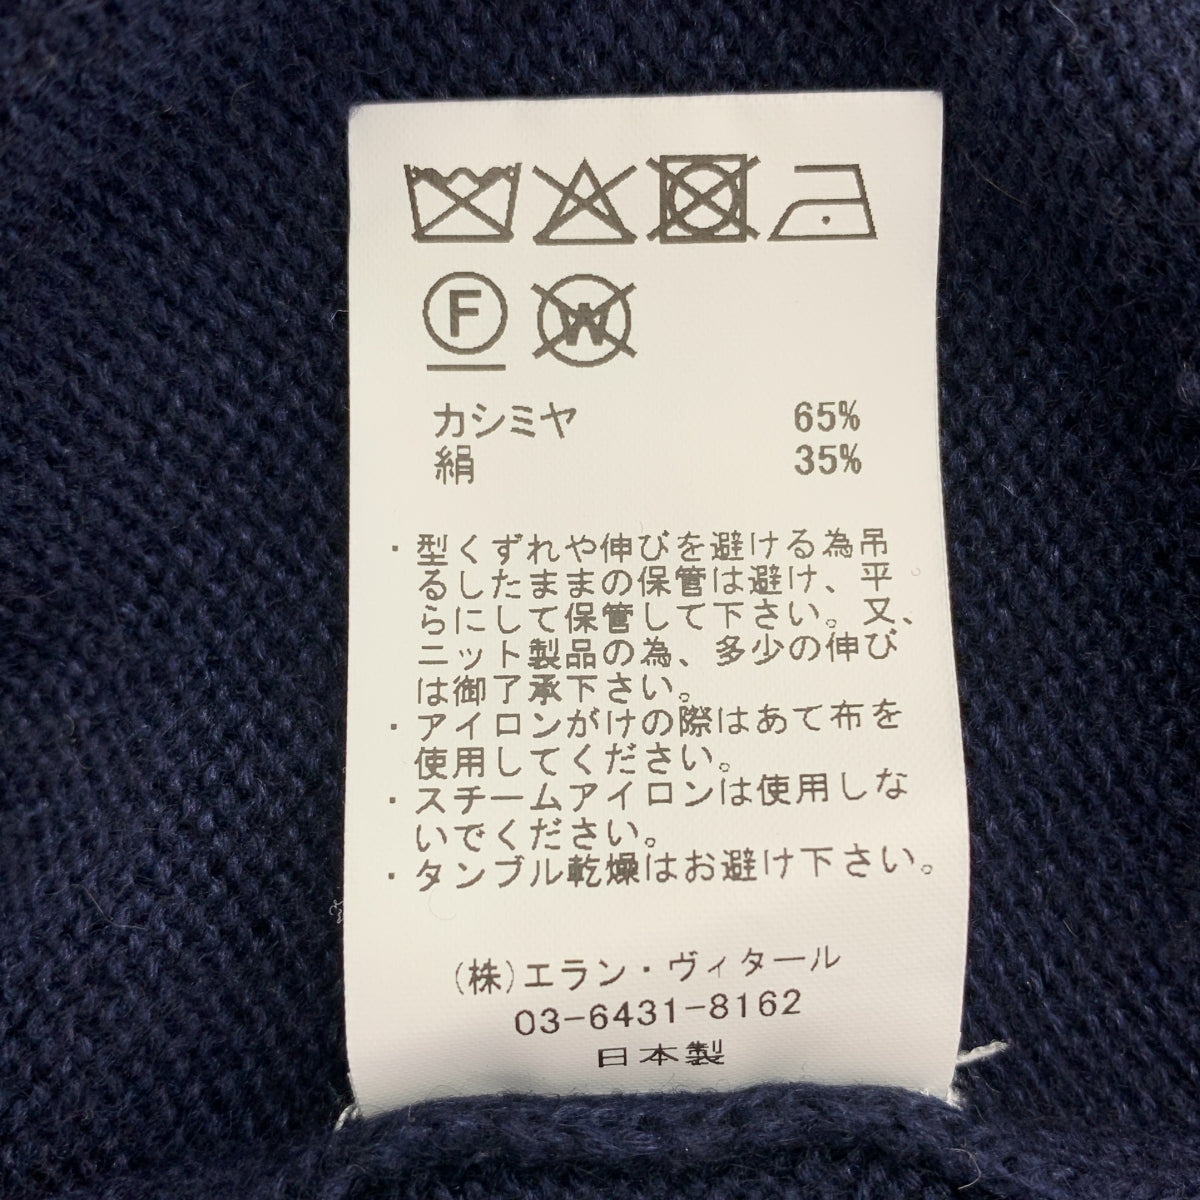 F W
カシミヤ 65%
絹 35%
・型くずれや伸びを避ける為吊
るしたままの保管は避け、平
らにして保管して下さい。又、
ニット製品の為、多少の伸び
は御了承下さい。
・アイロンがけの際はあて布を
使用してください。
・スチームアイロンは使用しな
いでください。
・タンブル乾燥はお避け下さい。
(株)エラン・ヴィタール
03-6431-8162
日本製